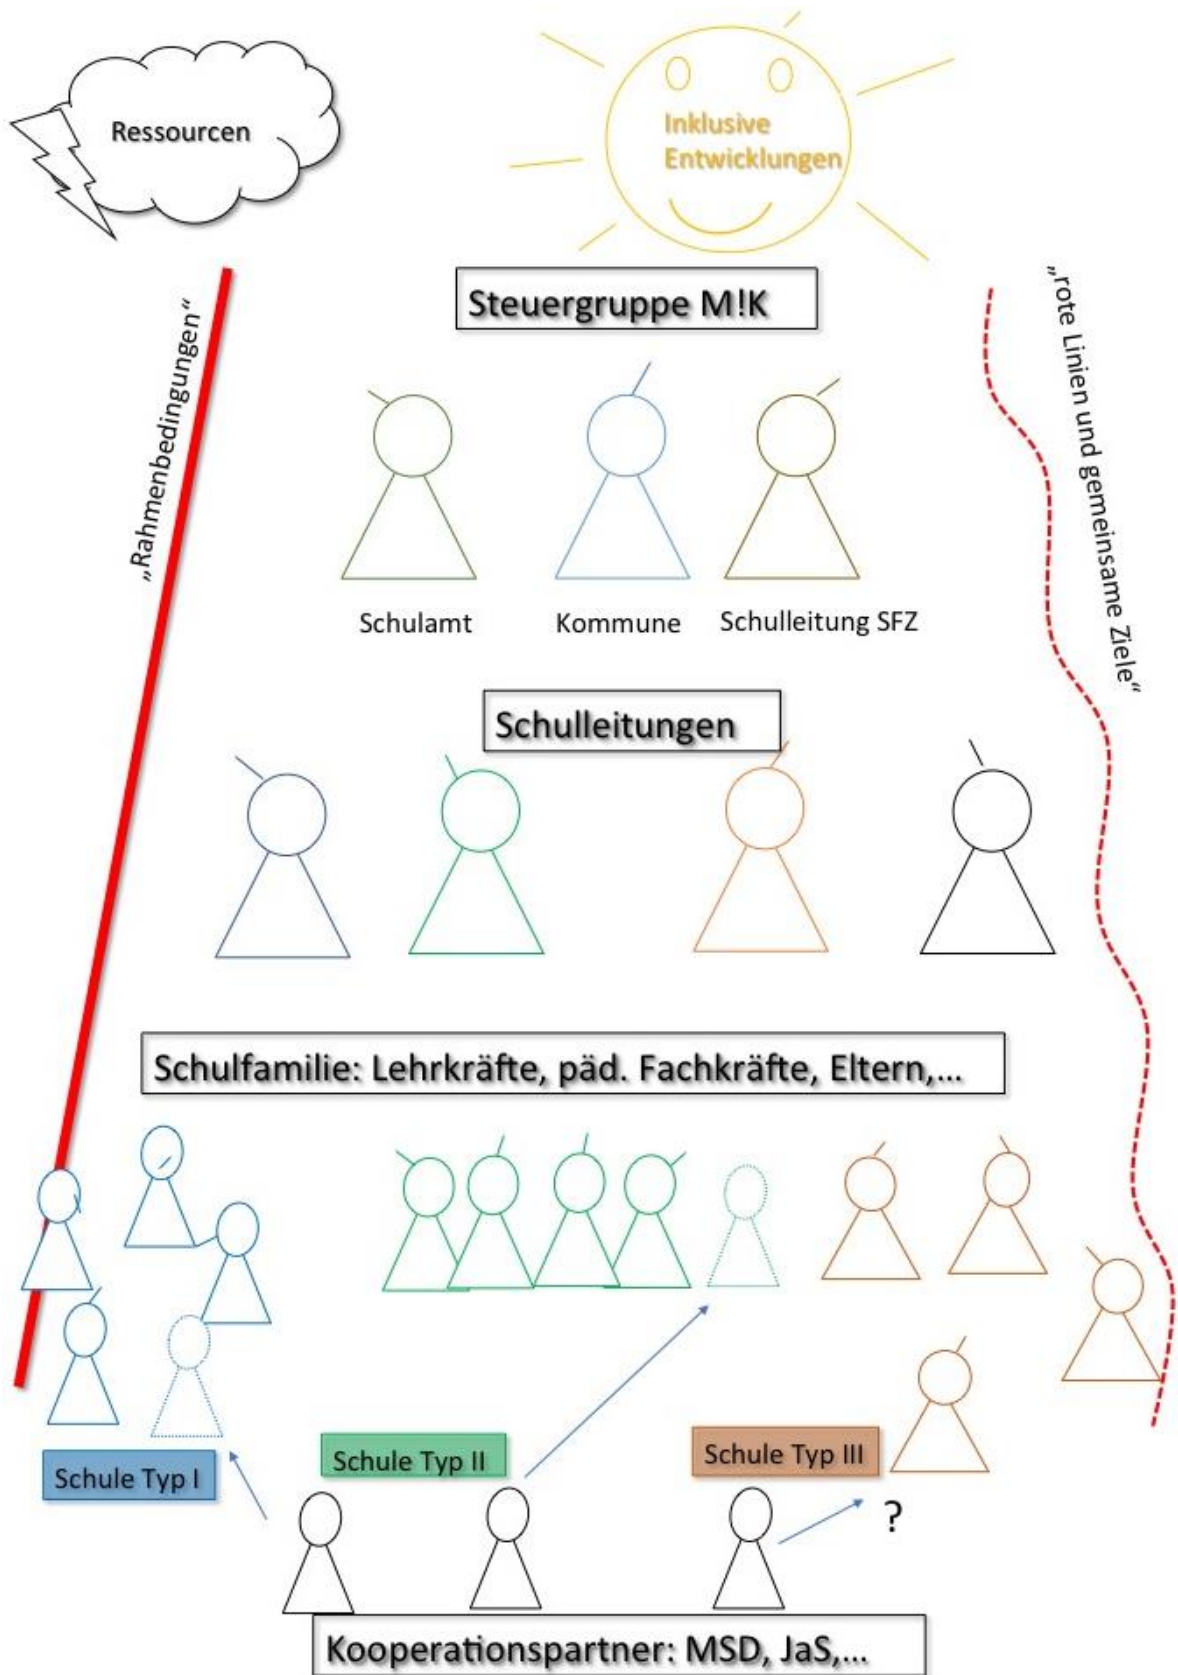 Ressourcen
Inklusive
Entwicklungen
Steuergruppe M!K
„Rahmenbedingungen“
„rote Linien und gemeinsame Ziele“
Schulamt
Kommune
Schulleitung SFZ
Schulleitungen
Schulfamilie: Lehrkräfte, päd. Fachkräfte, Eltern,...
Schule Typ I
Schule Typ II
Schule Typ III
?
Kooperationspartner: MSD, JaS,...